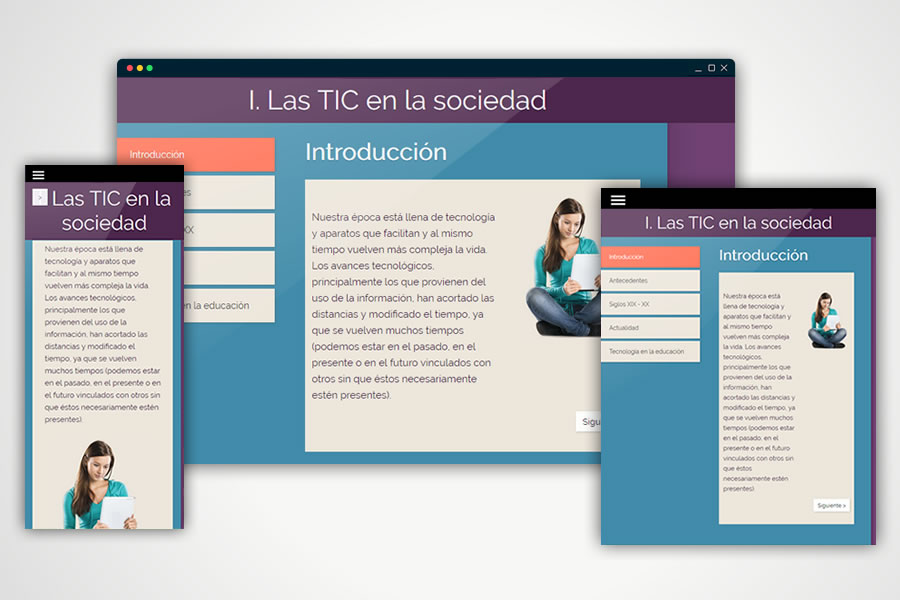 I. Las TIC en la sociedad
Introducción
es
XX
en la educación
Introducción
Nuestra época está llena de tecnología
y aparatos que facilitan y al mismo
tiempo vuelven más compleja la vida.
Los avances tecnológicos,
principalmente los que provienen del
uso de la información, han acortado las
distancias y modificado el tiempo, ya
que se vuelven muchos tiempos
(podemos estar en el pasado, en el
presente o en el futuro vinculados con
otros sin que éstos necesariamente
estén presentes).
Sigu
>
Las TIC en la
sociedad
Nuestra época está llena de
tecnología y aparatos que
facilitan y al mismo tiempo
vuelven más compleja la vida.
Los avances tecnológicos,
principalmente los que
provienen del uso de la
información, han acortado las
distancias y modificado el
tiempo, ya que se vuelven
muchos tiempos (podemos estar
en el pasado, en el presente o en
el futuro vinculados con otros sin
que éstos necesariamente estén
presentes).
I. Las TIC en la sociedad
Introducción
Antecedentes
Siglos XIX - XX
Actualidad
Tecnología en la educación
Introducción
Nuestra época está
llena de tecnología y
aparatos que facilitan y
al mismo tiempo
vuelven más compleja
la vida. Los avances
tecnológicos,
principalmente los que
provienen del uso de la
información, han
acortado las distancias y
modificado el tiempo, ya
que se vuelven muchos
tiempos (podemos estar
en el pasado, en el
presente o en el futuro
vinculados con otros sin
que éstos
necesariamente estén
presentes).
Siguiente >